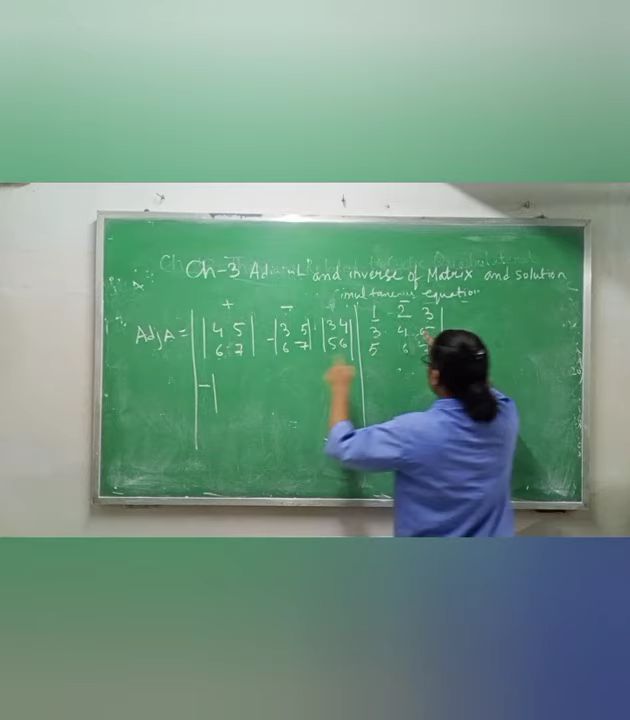 Ch-3 Adjoint and inverse of Matrix and solution
simultaneous equation
+ - + 1 2 3
Adj A = | 4 5 | - | 3 5 | | 3 4 | 3 4
| 6 7 | | 6 7 | | 5 6 | 5 6
-|